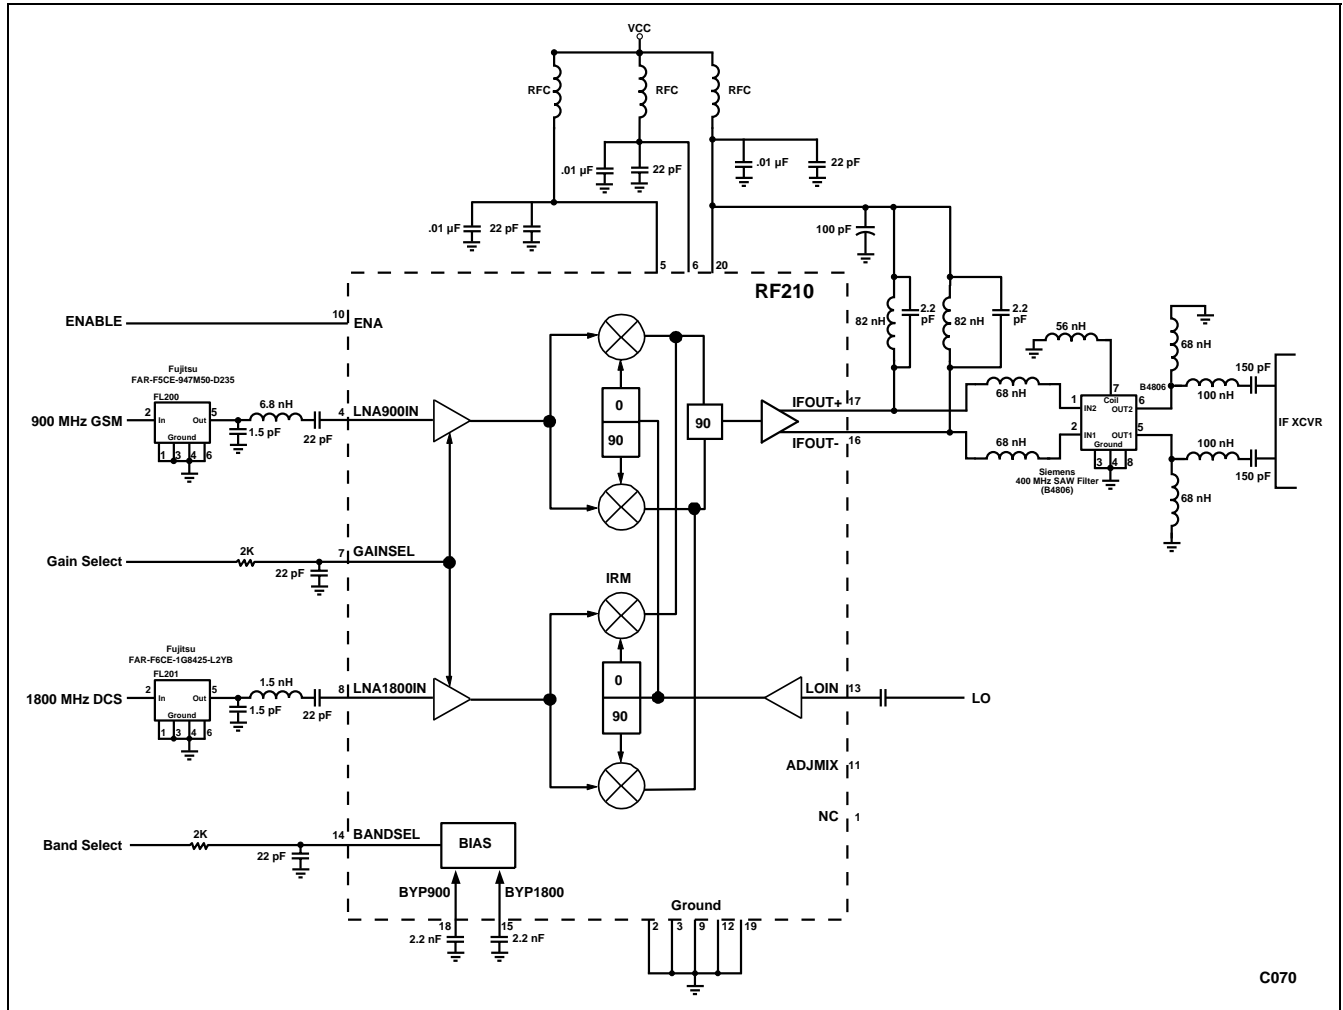 VCC
RFC
RFC
RFC
.01 µF
22 pF
.01 µF
22 pF
.01 µF
22 pF
100 pF
5
6
20
RF210
ENABLE
10
ENA
82 nH
2.2 pF
82 nH
2.2 pF
56 nH
68 nH
150 pF
Fujitsu
FAR-F5CE-947M50-D235
FL200
900 MHz GSM
2
In
Out
5
Ground
1
3
4
6
6.8 nH
1.5 pF
22 pF
4
LNA900IN
0
90
90
IFOUT+
17
IFOUT-
16
68 nH
68 nH
7
Coil
B4806
1
IN2
OUT2
6
2
IN1
OUT1
5
Ground
3
4
8
Siemens
400 MHz SAW Filter
(B4806)
100 nH
100 nH
150 pF
68 nH
IF XCVR
Gain Select
2K
22 pF
7
GAINSEL
IRM
Fujitsu
FAR-F6CE-1G8425-L2YB
FL201
1800 MHz DCS
2
In
Out
5
Ground
1
3
4
6
1.5 nH
1.5 pF
22 pF
8
LNA1800IN
0
90
LOIN
13
LO
ADJMIX
11
NC
1
Band Select
2K
22 pF
14
BANDSEL
BIAS
BYP900
BYP1800
18
15
2.2 nF
2.2 nF
Ground
2
3
9
12
19
C070